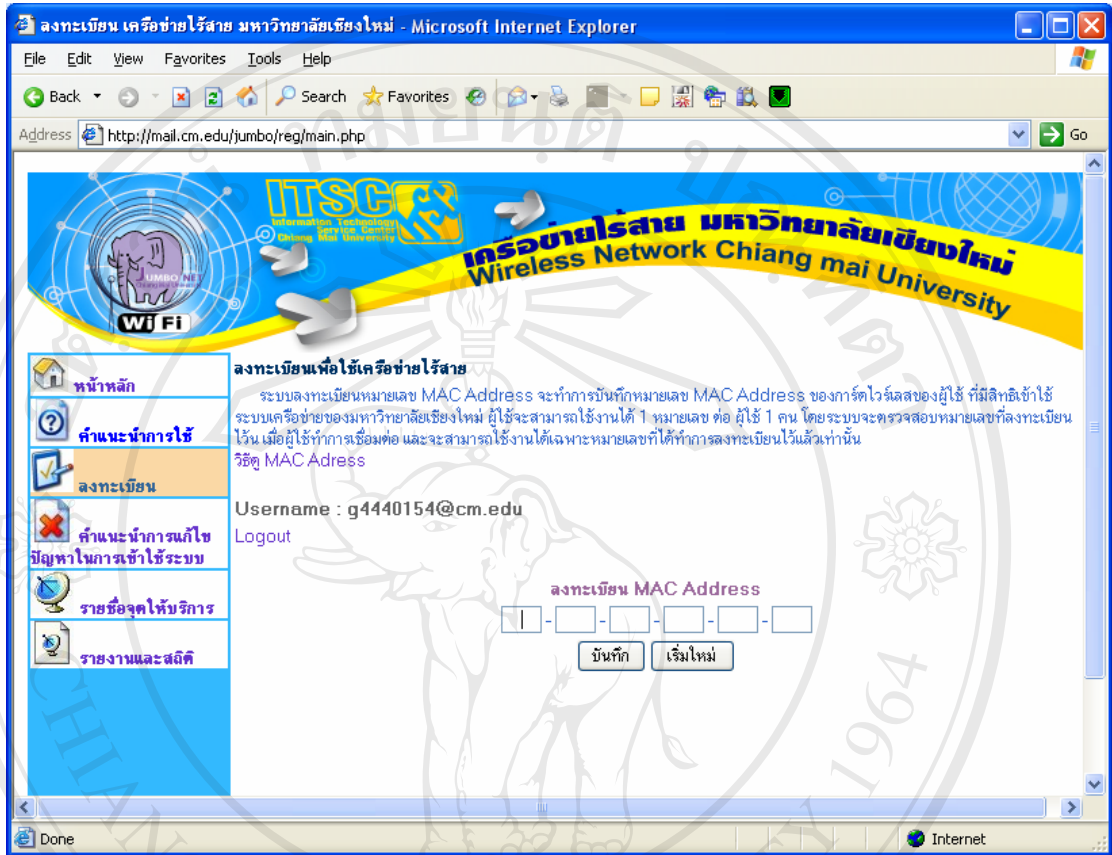 ลงทะเบียน เครือข่ายไร้สาย มหาวิทยาลัยเชียงใหม่ - Microsoft Internet Explorer
File Edit View Favorites Tools Help
Back Search Favorites
Address http://mail.cm.edu/jumbo/reg/main.php Go
ITSC
Information Technology
Service Center
Chiang Mai University
เครือข่ายไร้สาย มหาวิทยาลัยเชียงใหม่
Wireless Network Chiang mai University
JUMBO NET
Chiang Mai University
Wi Fi
หน้าหลัก
คำแนะนำการใช้
ลงทะเบียน
คำแนะนำการแก้ไข
ปัญหาในการเข้าใช้ระบบ
รายชื่อจุดให้บริการ
รายงานและสถิติ
ลงทะเบียนเพื่อใช้เครือข่ายไร้สาย
ระบบลงทะเบียนหมายเลข MAC Address จะทำการบันทึกหมายเลข MAC Address ของการ์ดไวร์เลสของผู้ใช้ ที่มีสิทธิเข้าใช้
ระบบเครือข่ายของมหาวิทยาลัยเชียงใหม่ ผู้ใช้จะสามารถใช้งานได้ 1 หมายเลข ต่อ ผู้ใช้ 1 คน โดยระบบจะตรวจสอบหมายเลขที่ลงทะเบียน
ไว้น เมื่อผู้ใช้ทำการเชื่อมต่อ และจะสามารถใช้งานได้เฉพาะหมายเลขที่ได้ทำการลงทะเบียนไว้แล้วเท่านั้น
วิธีดู MAC Adress
Username : g4440154@cm.edu
Logout
ลงทะเบียน MAC Address
- - - - -
บันทึก เริ่มใหม่
Done Internet